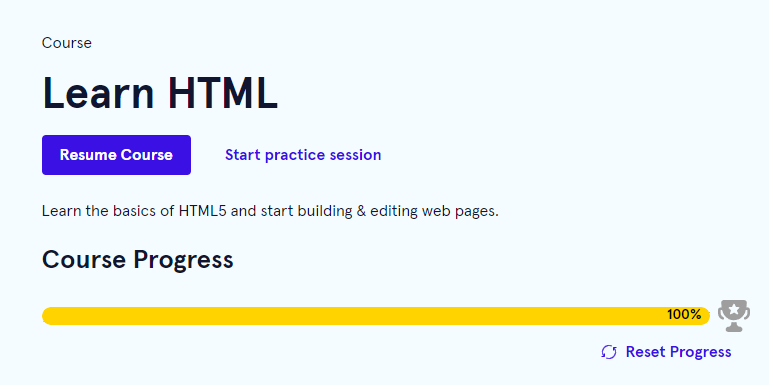 Course
Learn HTML
Resume Course Start practice session
Learn the basics of HTML5 and start building & editing web pages.
Course Progress
100%
Reset Progress